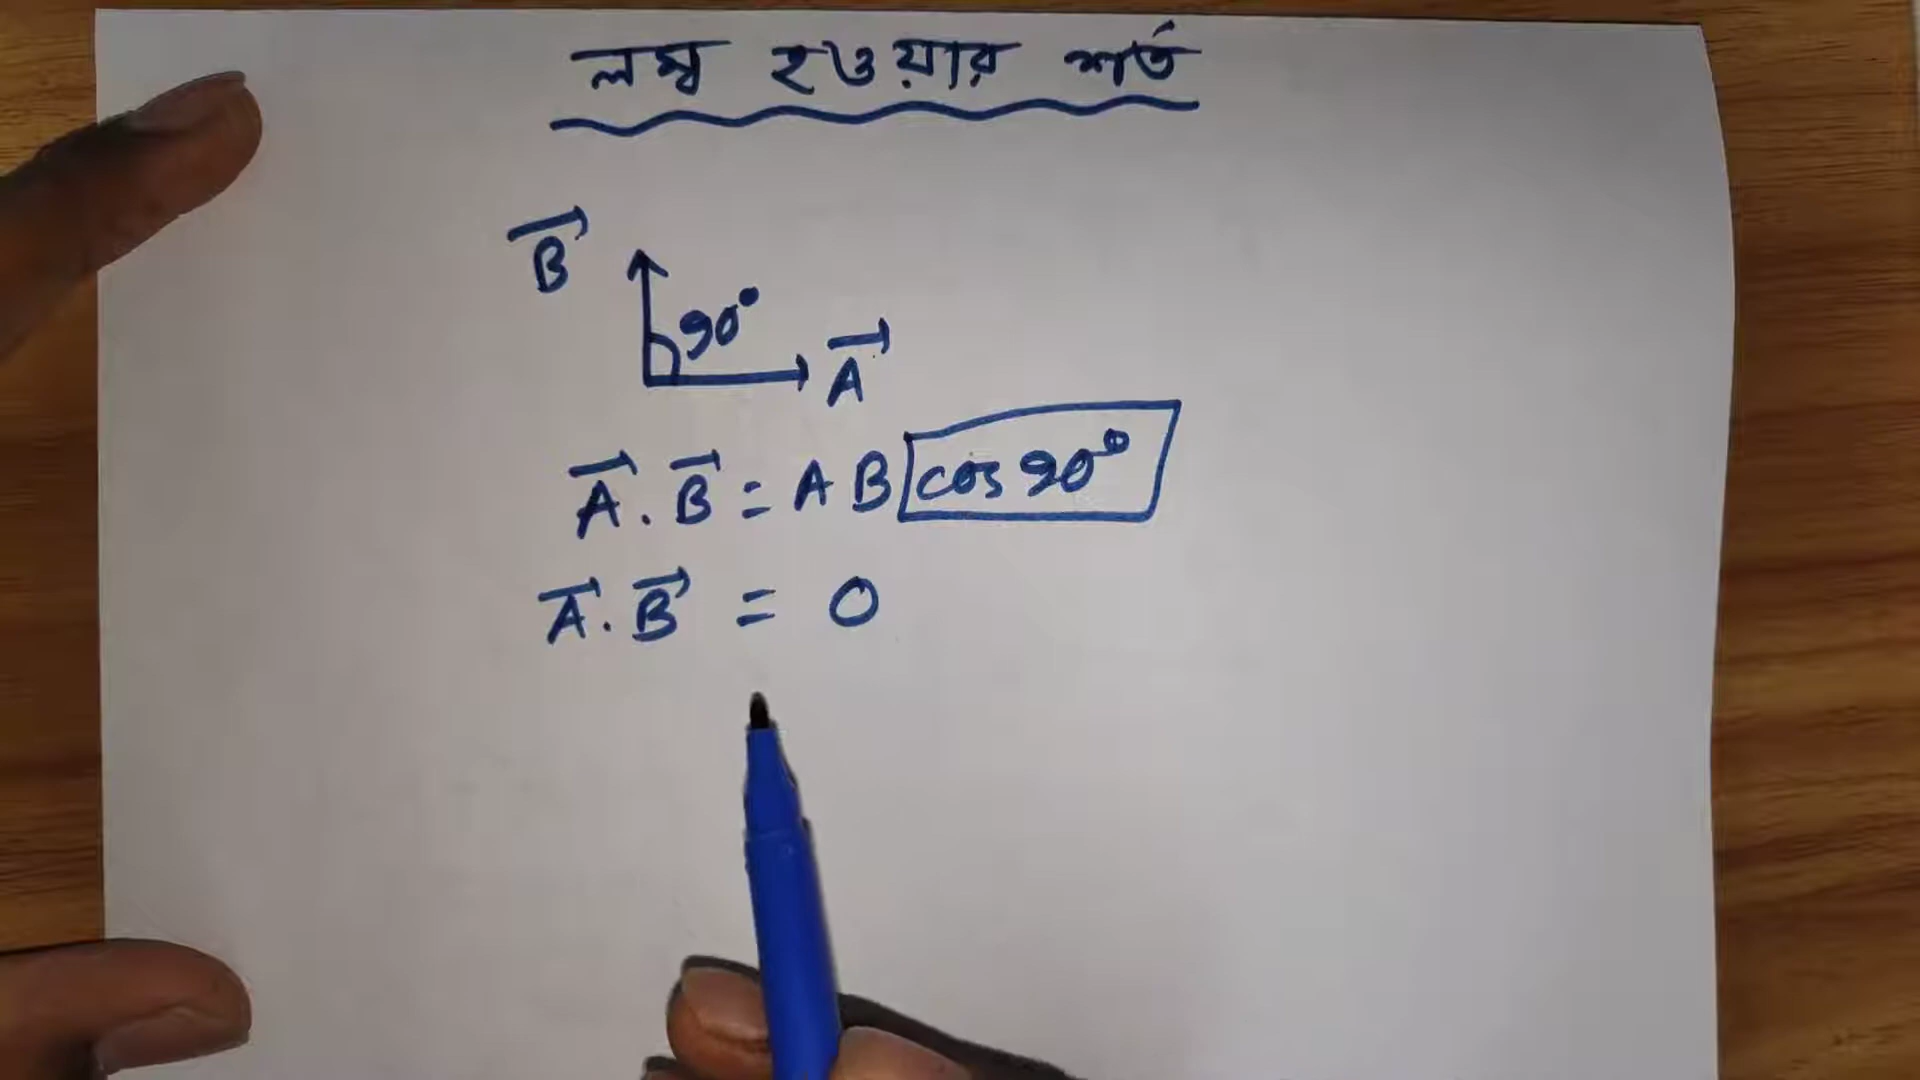 লম্ব হওয়ার শর্ত
B⃗
90°
A⃗
A⃗ . B⃗ = A B cos 90°
A⃗ . B⃗ = 0